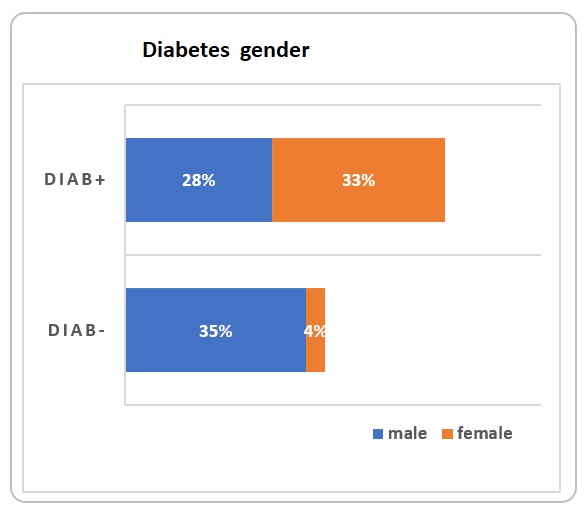 Diabetes gender
DIAB+
28%
33%
DIAB-
35%
4%
male
female